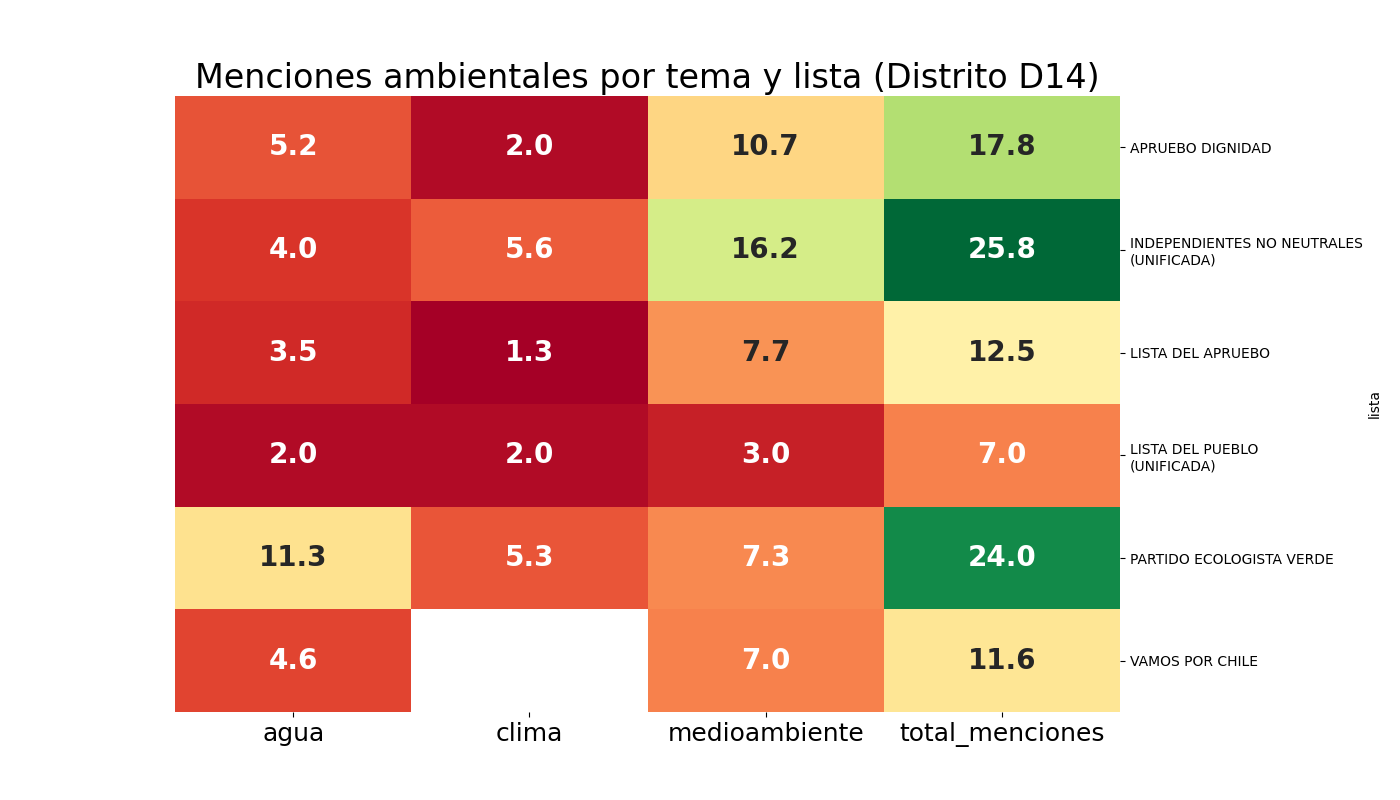 Menciones ambientales por tema y lista (Distrito D14)
5.2 2.0 10.7 17.8 APRUEBO DIGNIDAD
4.0 5.6 16.2 25.8 INDEPENDIENTES NO NEUTRALES
(UNIFICADA)
3.5 1.3 7.7 12.5 LISTA DEL APRUEBO
2.0 2.0 3.0 7.0 LISTA DEL PUEBLO
(UNIFICADA)
11.3 5.3 7.3 24.0 PARTIDO ECOLOGISTA VERDE
4.6 7.0 11.6 VAMOS POR CHILE
agua clima medioambiente total_menciones
lista